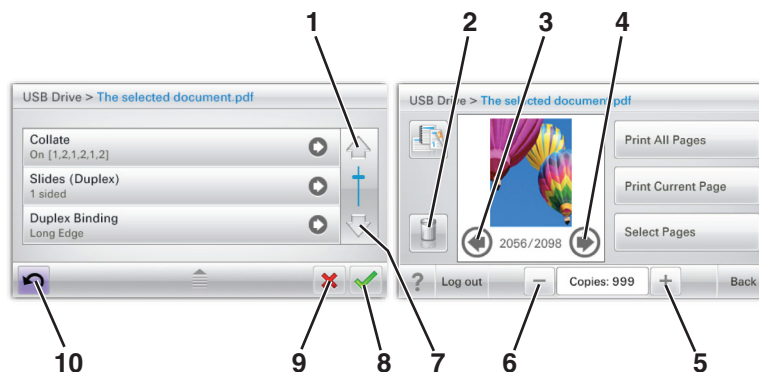 1
2
3
4
USB Drive > The selected document.pdf
Collate
On [1,2,1,2,1,2]
Slides (Duplex)
1 sided
Duplex Binding
Long Edge
USB Drive > The selected document.pdf
Print All Pages
Print Current Page
Select Pages
2056/2098
? Log out
− Copies: 999 +
Back
10
9
8
7
6
5